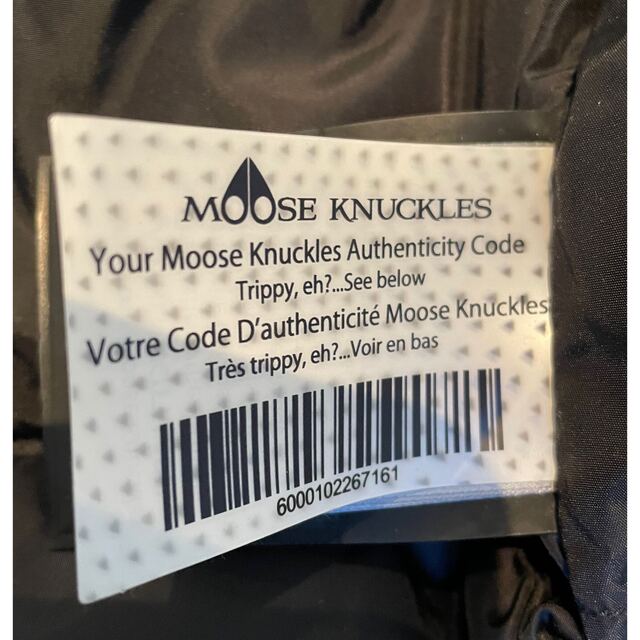 MOOSE KNUCKLES
Your Moose Knuckles Authenticity Code
Trippy, eh?...See below
Votre Code D'authenticité Moose Knuckles
Très trippy, eh?...Voir en bas
6000102267161